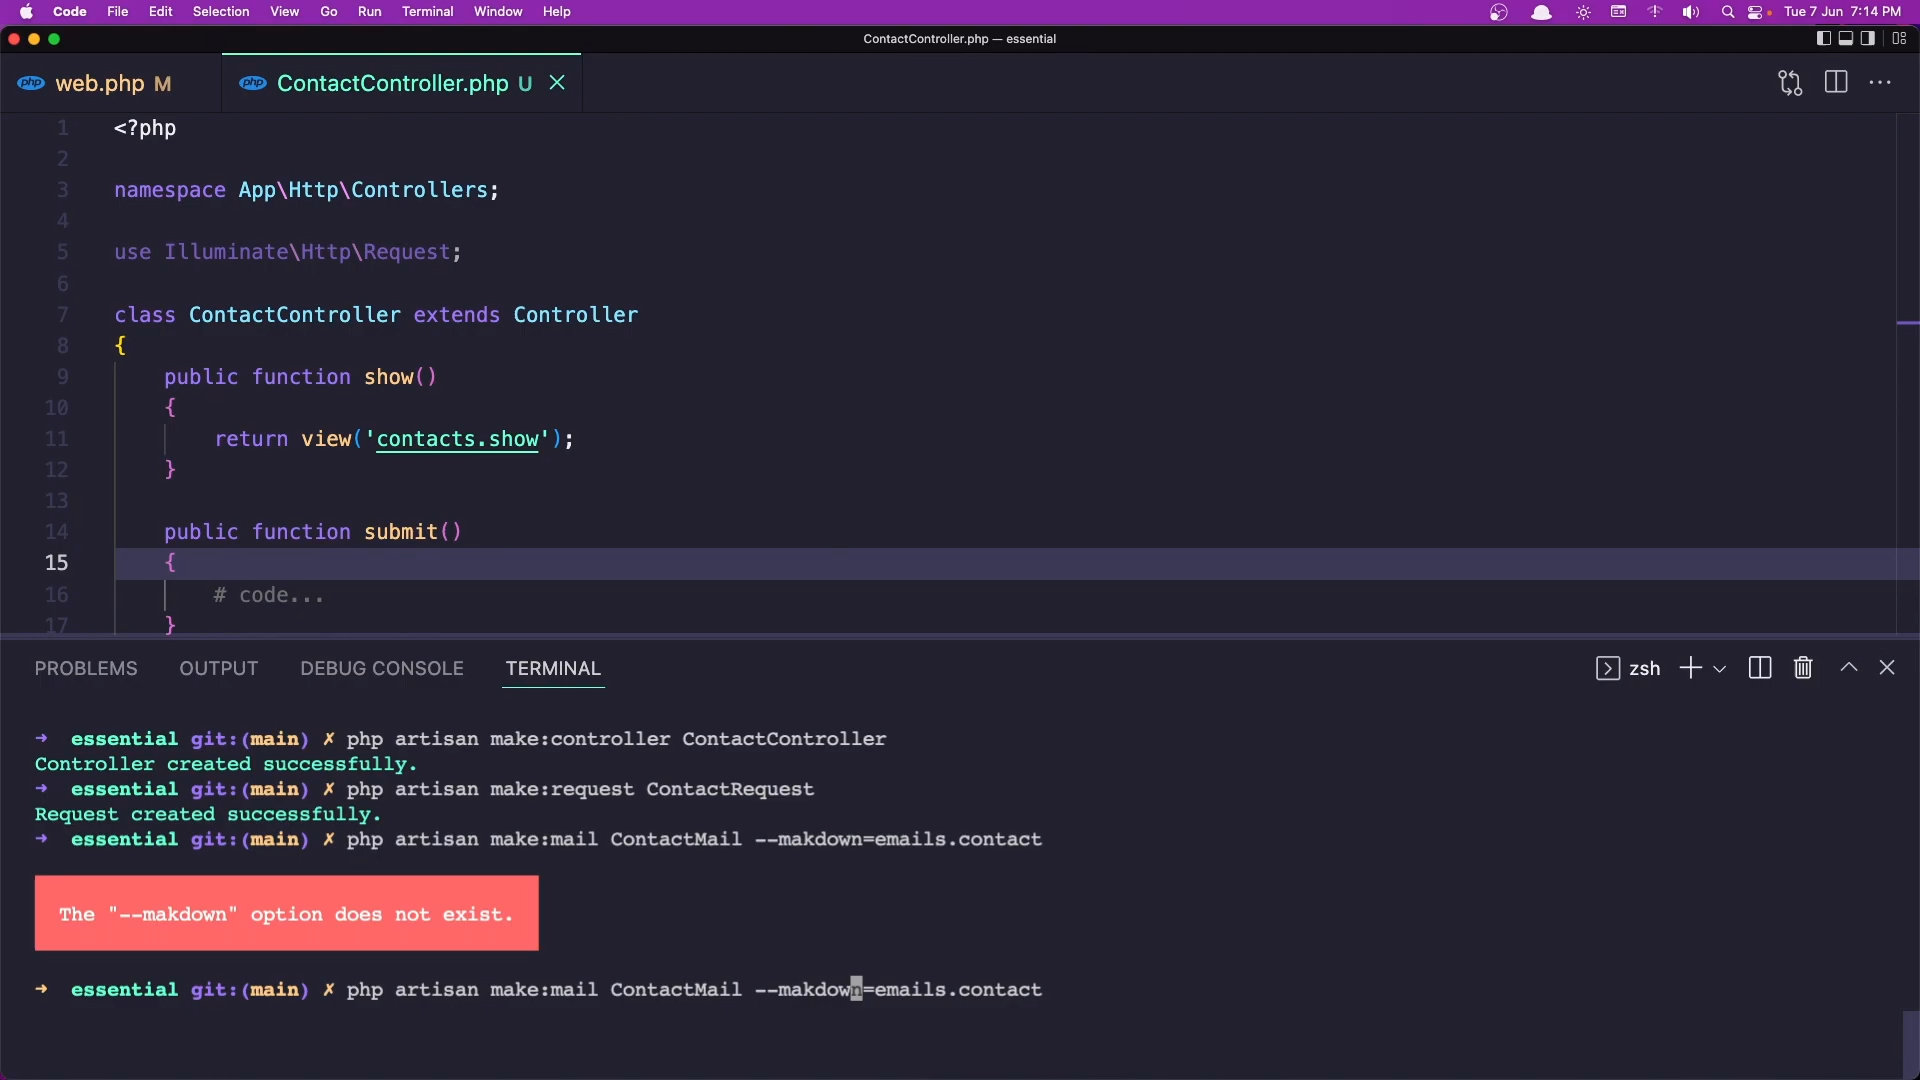 Code File Edit Selection View Go Run Terminal Window Help Tue 7 Jun 7:14 PM
ContactController.php — essential
php web.php M php ContactController.php U
1 <?php
2
3 namespace App\Http\Controllers;
4
5 use Illuminate\Http\Request;
6
7 class ContactController extends Controller
8 {
9 public function show()
10 {
11 return view('contacts.show');
12 }
13
14 public function submit()
15 {
16 # code...
17 }
PROBLEMS OUTPUT DEBUG CONSOLE TERMINAL zsh
→ essential git:(main) ✗ php artisan make:controller ContactController
Controller created successfully.
→ essential git:(main) ✗ php artisan make:request ContactRequest
Request created successfully.
→ essential git:(main) ✗ php artisan make:mail ContactMail --makdown=emails.contact
The "--makdown" option does not exist.
→ essential git:(main) ✗ php artisan make:mail ContactMail --makdown=emails.contact